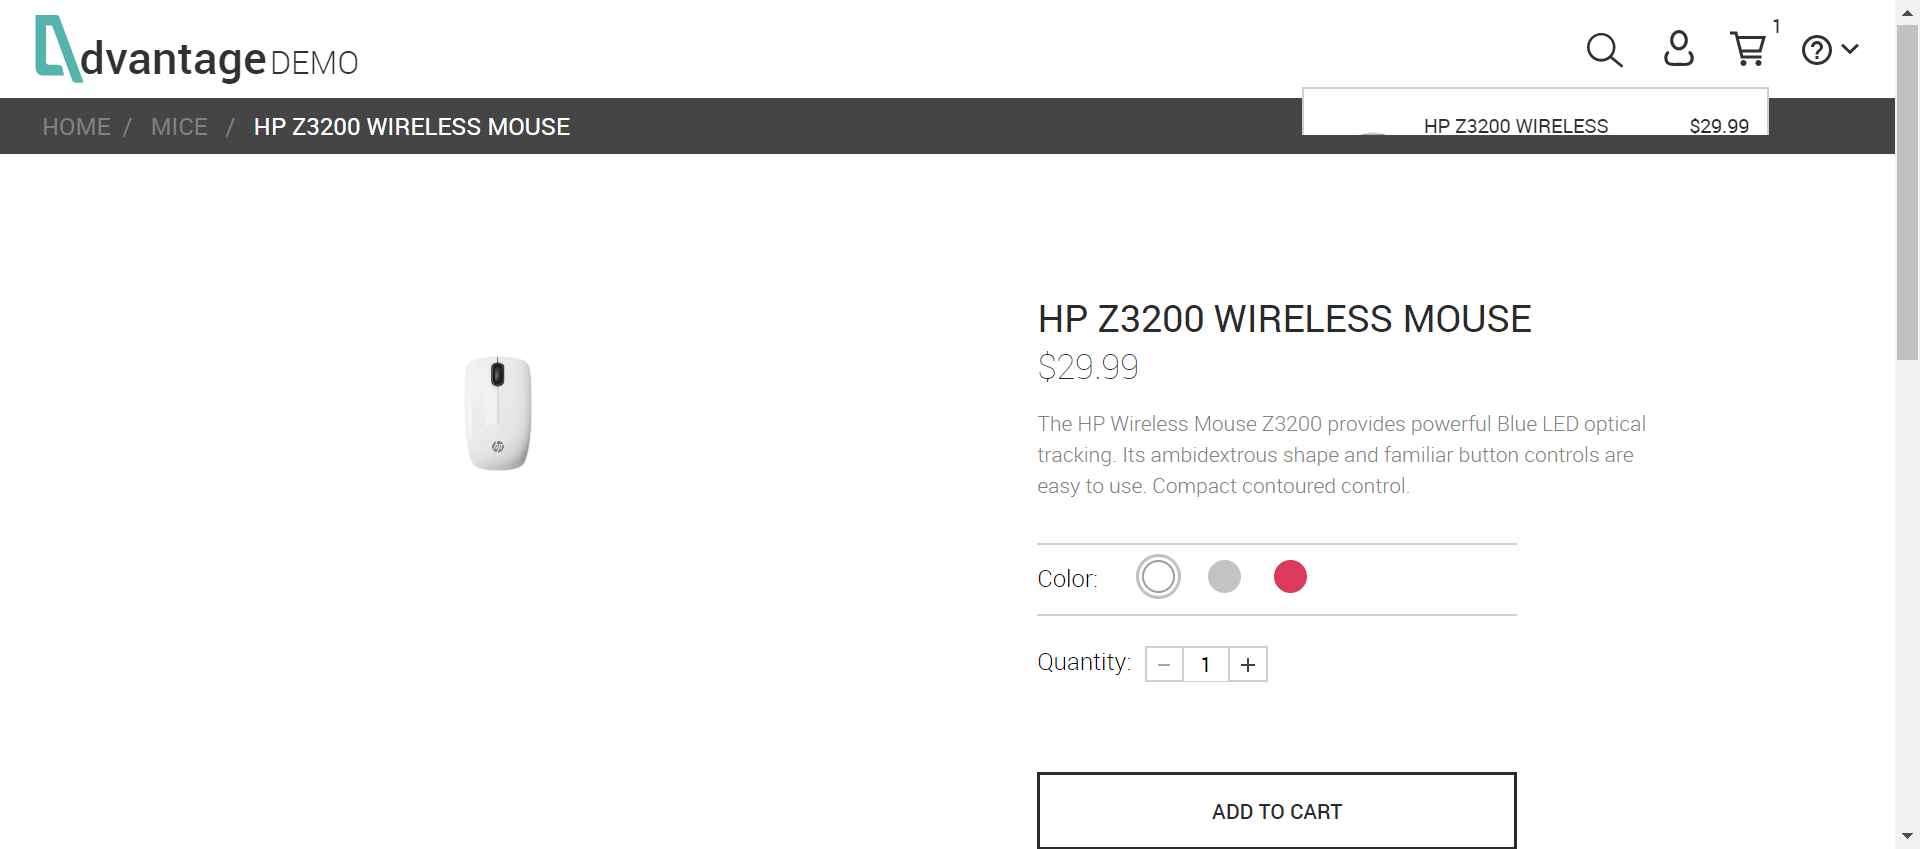 dvantage DEMO
1
HOME / MICE / HP Z3200 WIRELESS MOUSE
HP Z3200 WIRELESS $29.99
HP Z3200 WIRELESS MOUSE
$29.99
The HP Wireless Mouse Z3200 provides powerful Blue LED optical
tracking. Its ambidextrous shape and familiar button controls are
easy to use. Compact contoured control.
Color:
Quantity: − 1 +
ADD TO CART